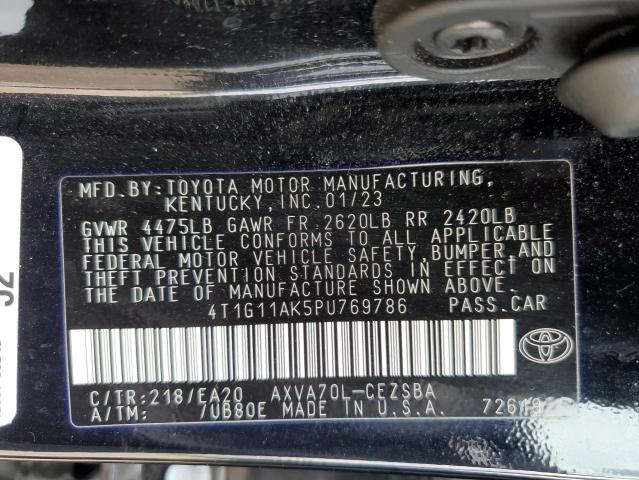 MFD. BY: TOYOTA MOTOR MANUFACTURING,
KENTUCKY, INC. 01/23
GVWR 4475LB GAWR FR 2620LB RR 2420LB
THIS VEHICLE CONFORMS TO ALL APPLICABLE
FEDERAL MOTOR VEHICLE SAFETY, BUMPER, AND
THEFT PREVENTION STANDARDS IN EFFECT ON
THE DATE OF MANUFACTURE SHOWN ABOVE.
4T1G11AK5PU769786 PASS. CAR
C/TR: 218/EA20 AXVA70L-CEZSBA
A/TM: 7UB80E MADE IN U.S.A.